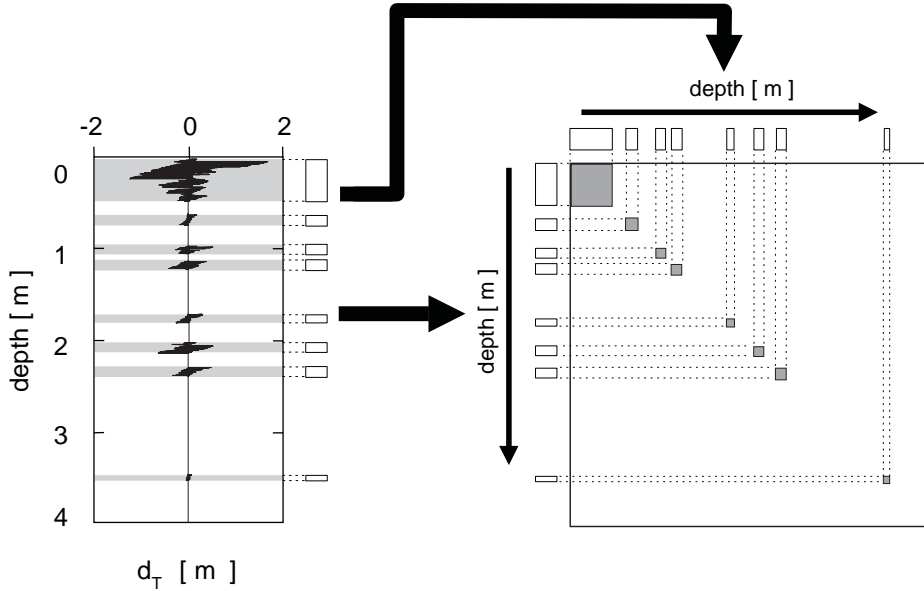 depth [ m ]
-2 0 2
0
1
2
3
4
depth [ m ]
d_T [ m ]
depth [ m ]